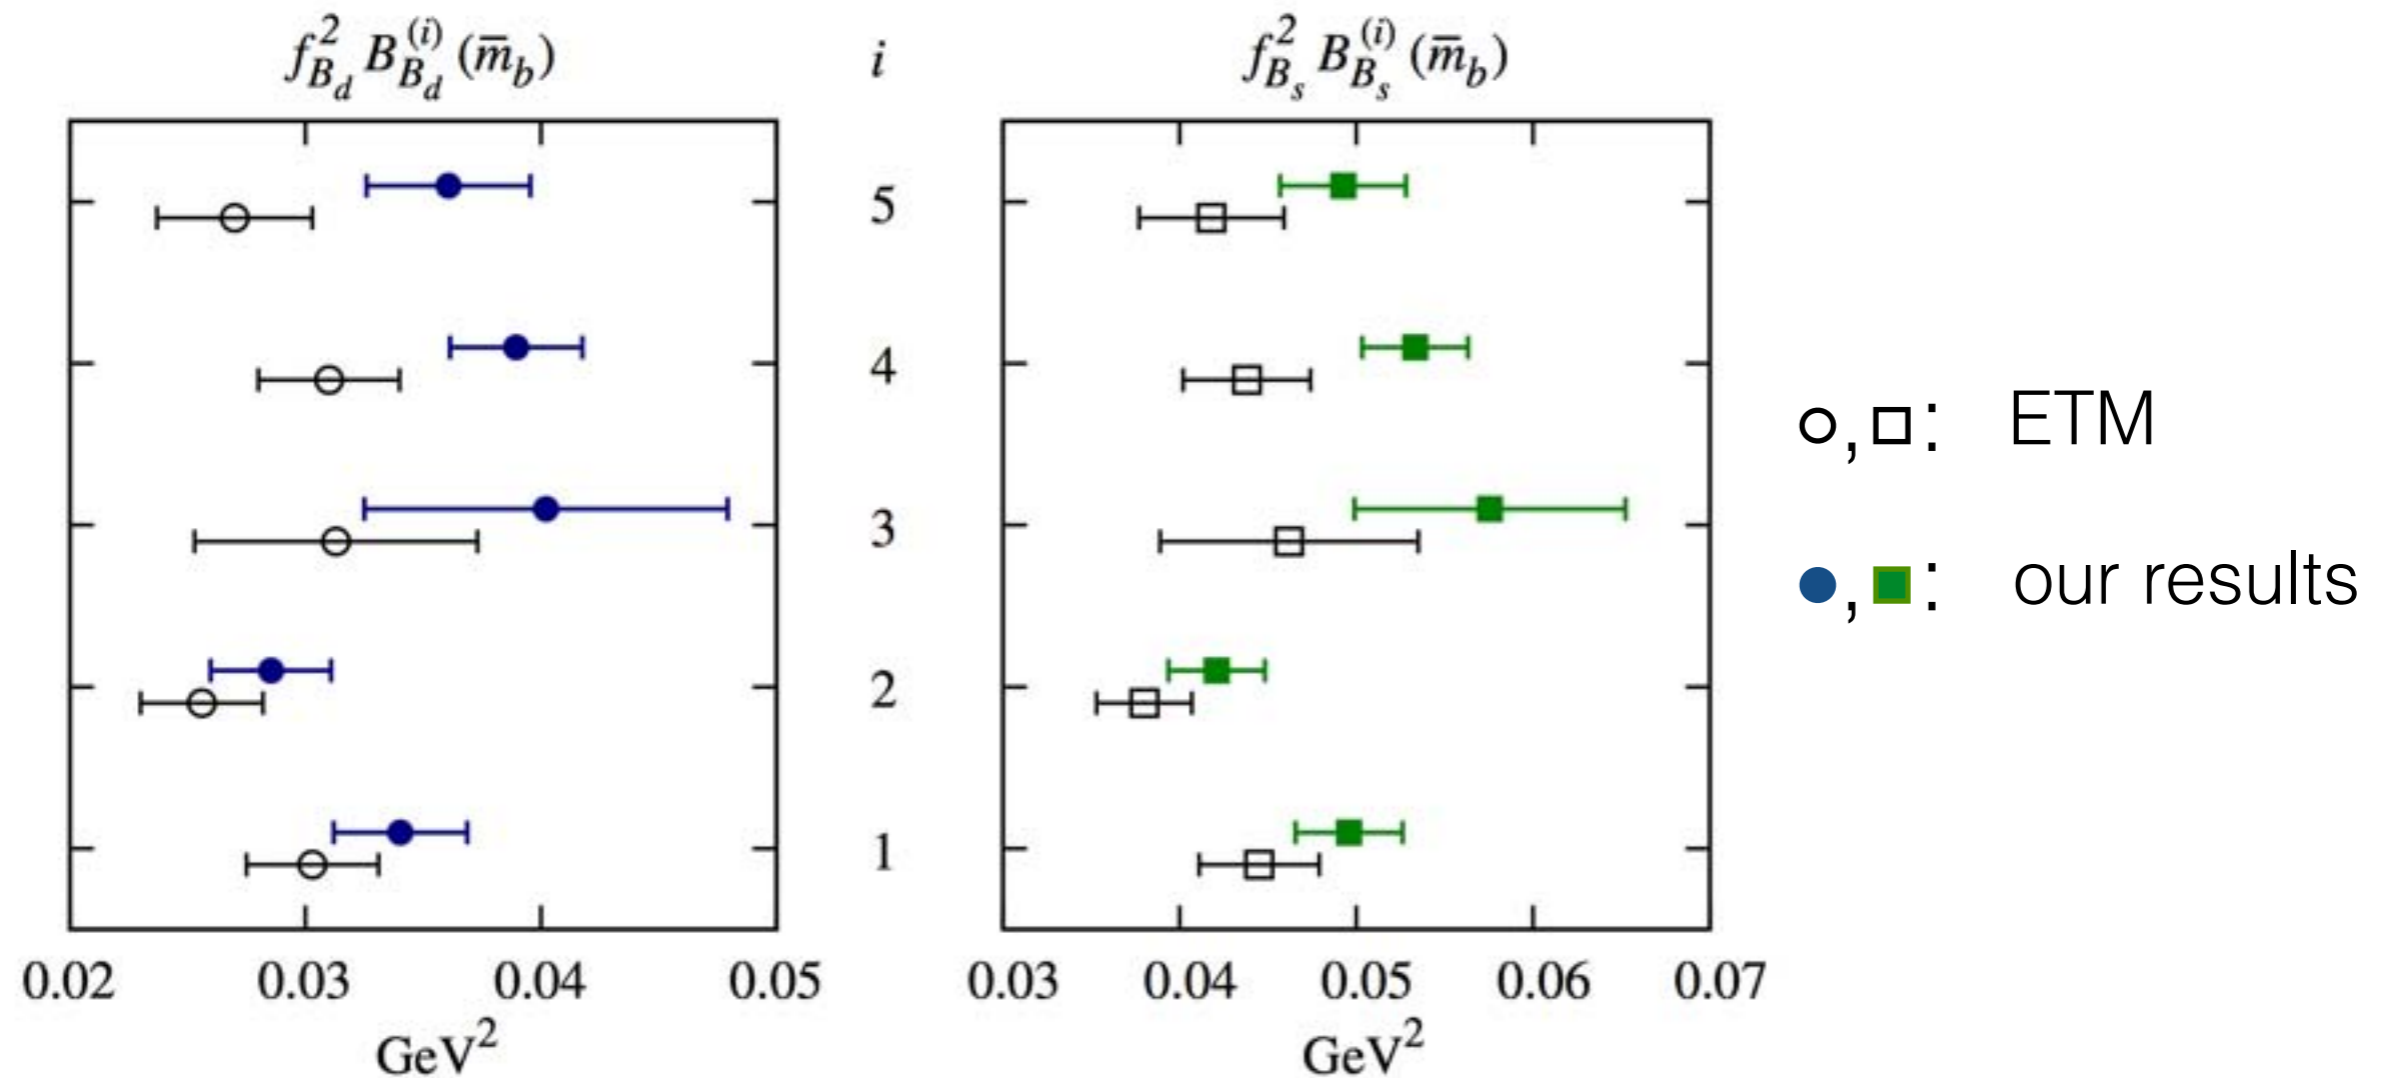 f²_{B_d} B^{(i)}_{B_d} (m̅_b) i f²_{B_s} B^{(i)}_{B_s} (m̅_b)
5
4
3
2
1
○,□: ETM
●,■: our results
0.02 0.03 0.04 0.05 0.03 0.04 0.05 0.06 0.07
GeV² GeV²